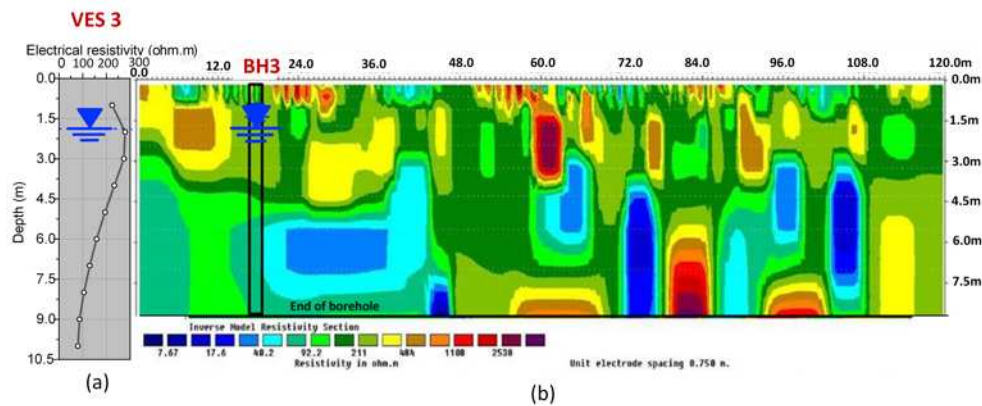 VES 3
Electrical resistivity (ohm.m)
0 100 200 300
0.0
1.5
3.0
4.5
6.0
7.5
9.0
10.5
Depth (m)
(a)
BH3
0.0 12.0 24.0 36.0 48.0 60.0 72.0 84.0 96.0 108.0 120.0m
0.0m
1.5m
3.0m
4.5m
6.0m
7.5m
End of borehole
Inverse Model Resistivity Section
7.67 17.6 40.2 92.2 211 484 1108 2538
Resistivity in ohm.m
Unit electrode spacing 0.750 m.
(b)